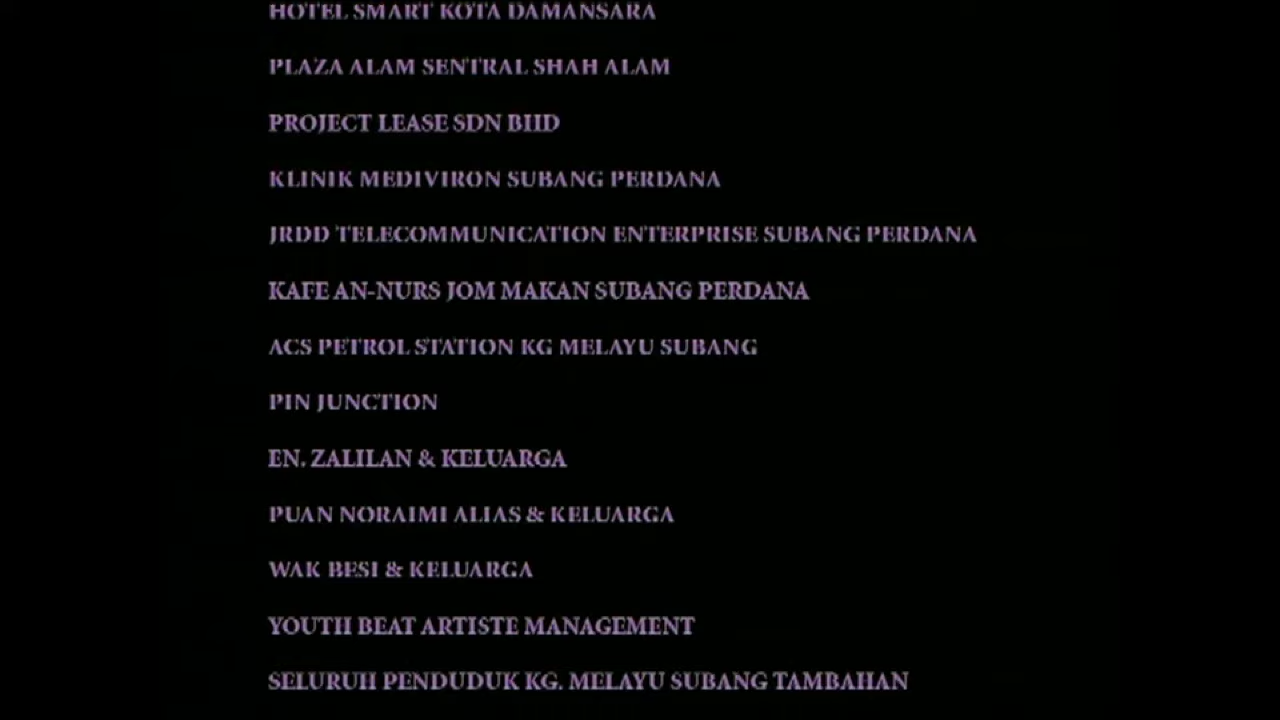 HOTEL SMART KOTA DAMANSARA
PLAZA ALAM SENTRAL SHAH ALAM
PROJECT LEASE SDN BHD
KLINIK MEDIVIRON SUBANG PERDANA
JRDD TELECOMMUNICATION ENTERPRISE SUBANG PERDANA
KAFE AN-NURS JOM MAKAN SUBANG PERDANA
ACS PETROL STATION KG MELAYU SUBANG
PIN JUNCTION
EN. ZALILAN & KELUARGA
PUAN NORAIMI ALIAS & KELUARGA
WAK BESI & KELUARGA
YOUTH BEAT ARTISTE MANAGEMENT
SELURUH PENDUDUK KG. MELAYU SUBANG TAMBAHAN